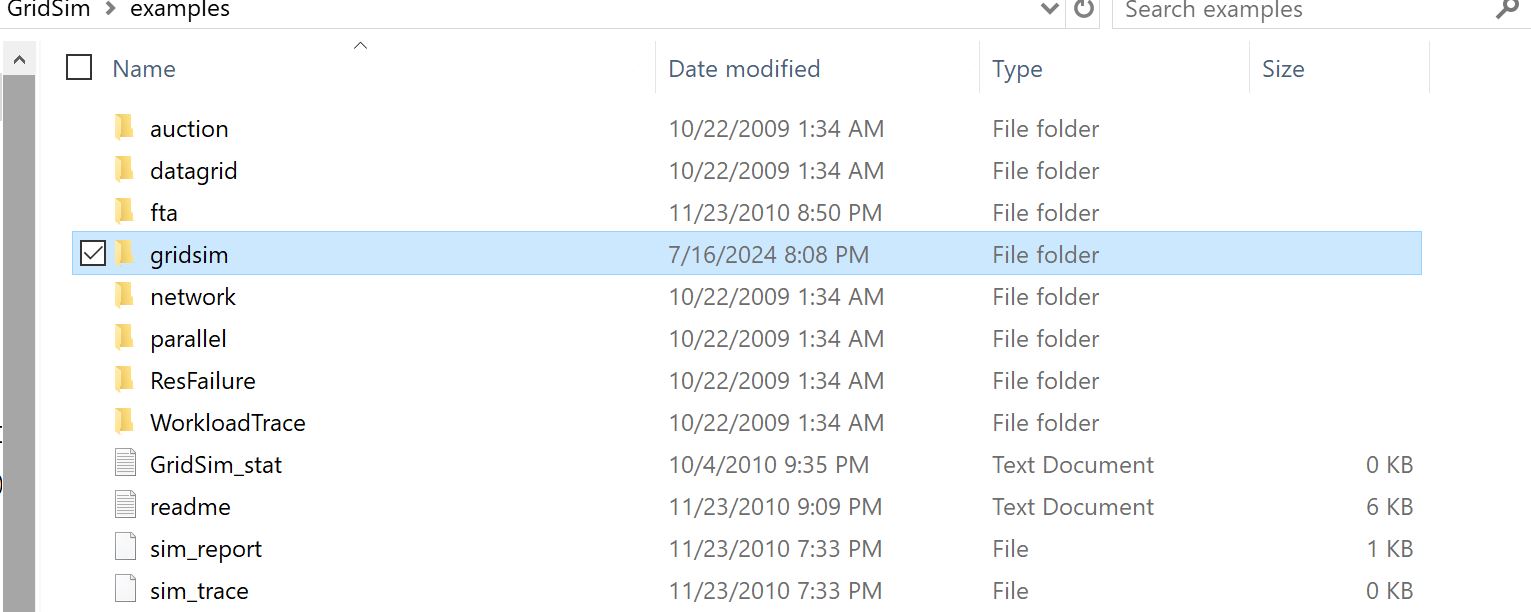 GridSim > examples Search examples
Name Date modified Type Size
auction 10/22/2009 1:34 AM File folder
datagrid 10/22/2009 1:34 AM File folder
fta 11/23/2010 8:50 PM File folder
gridsim 7/16/2024 8:08 PM File folder
network 10/22/2009 1:34 AM File folder
parallel 10/22/2009 1:34 AM File folder
ResFailure 10/22/2009 1:34 AM File folder
WorkloadTrace 10/22/2009 1:34 AM File folder
GridSim_stat 10/4/2010 9:35 PM Text Document 0 KB
readme 11/23/2010 9:09 PM Text Document 6 KB
sim_report 11/23/2010 7:33 PM File 1 KB
sim_trace 11/23/2010 7:33 PM File 0 KB